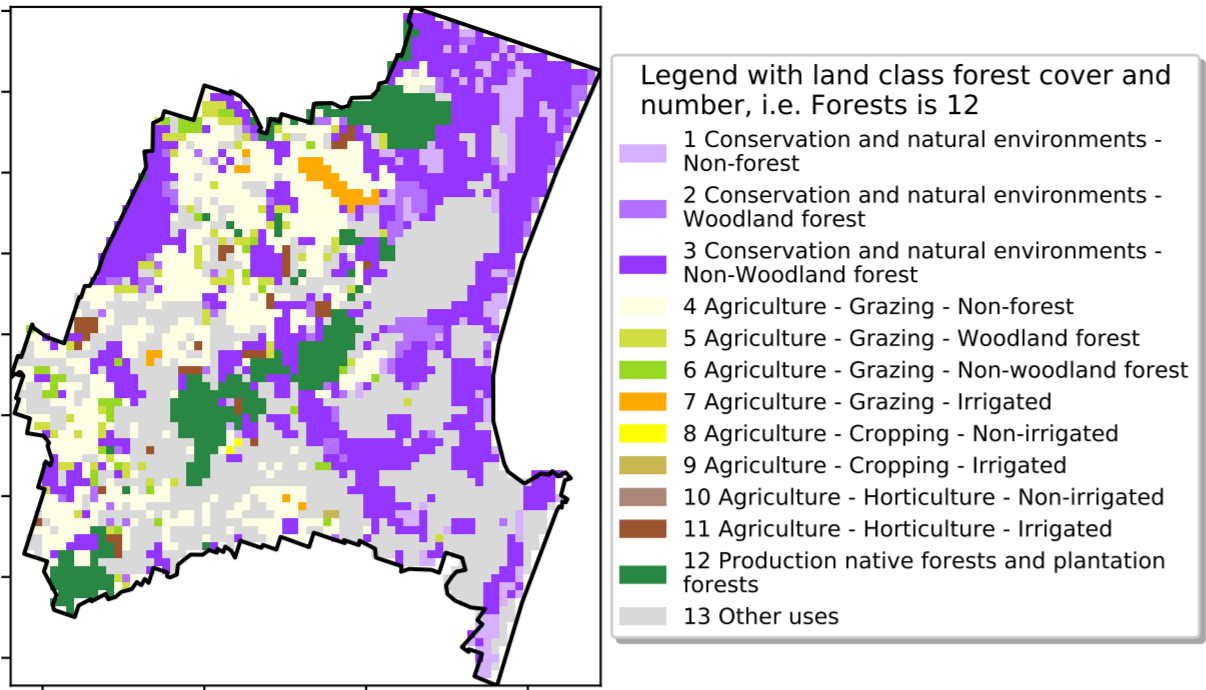 Legend with land class forest cover and
number, i.e. Forests is 12
1 Conservation and natural environments -
Non-forest
2 Conservation and natural environments -
Woodland forest
3 Conservation and natural environments -
Non-Woodland forest
4 Agriculture - Grazing - Non-forest
5 Agriculture - Grazing - Woodland forest
6 Agriculture - Grazing - Non-woodland forest
7 Agriculture - Grazing - Irrigated
8 Agriculture - Cropping - Non-irrigated
9 Agriculture - Cropping - Irrigated
10 Agriculture - Horticulture - Non-irrigated
11 Agriculture - Horticulture - Irrigated
12 Production native forests and plantation
forests
13 Other uses